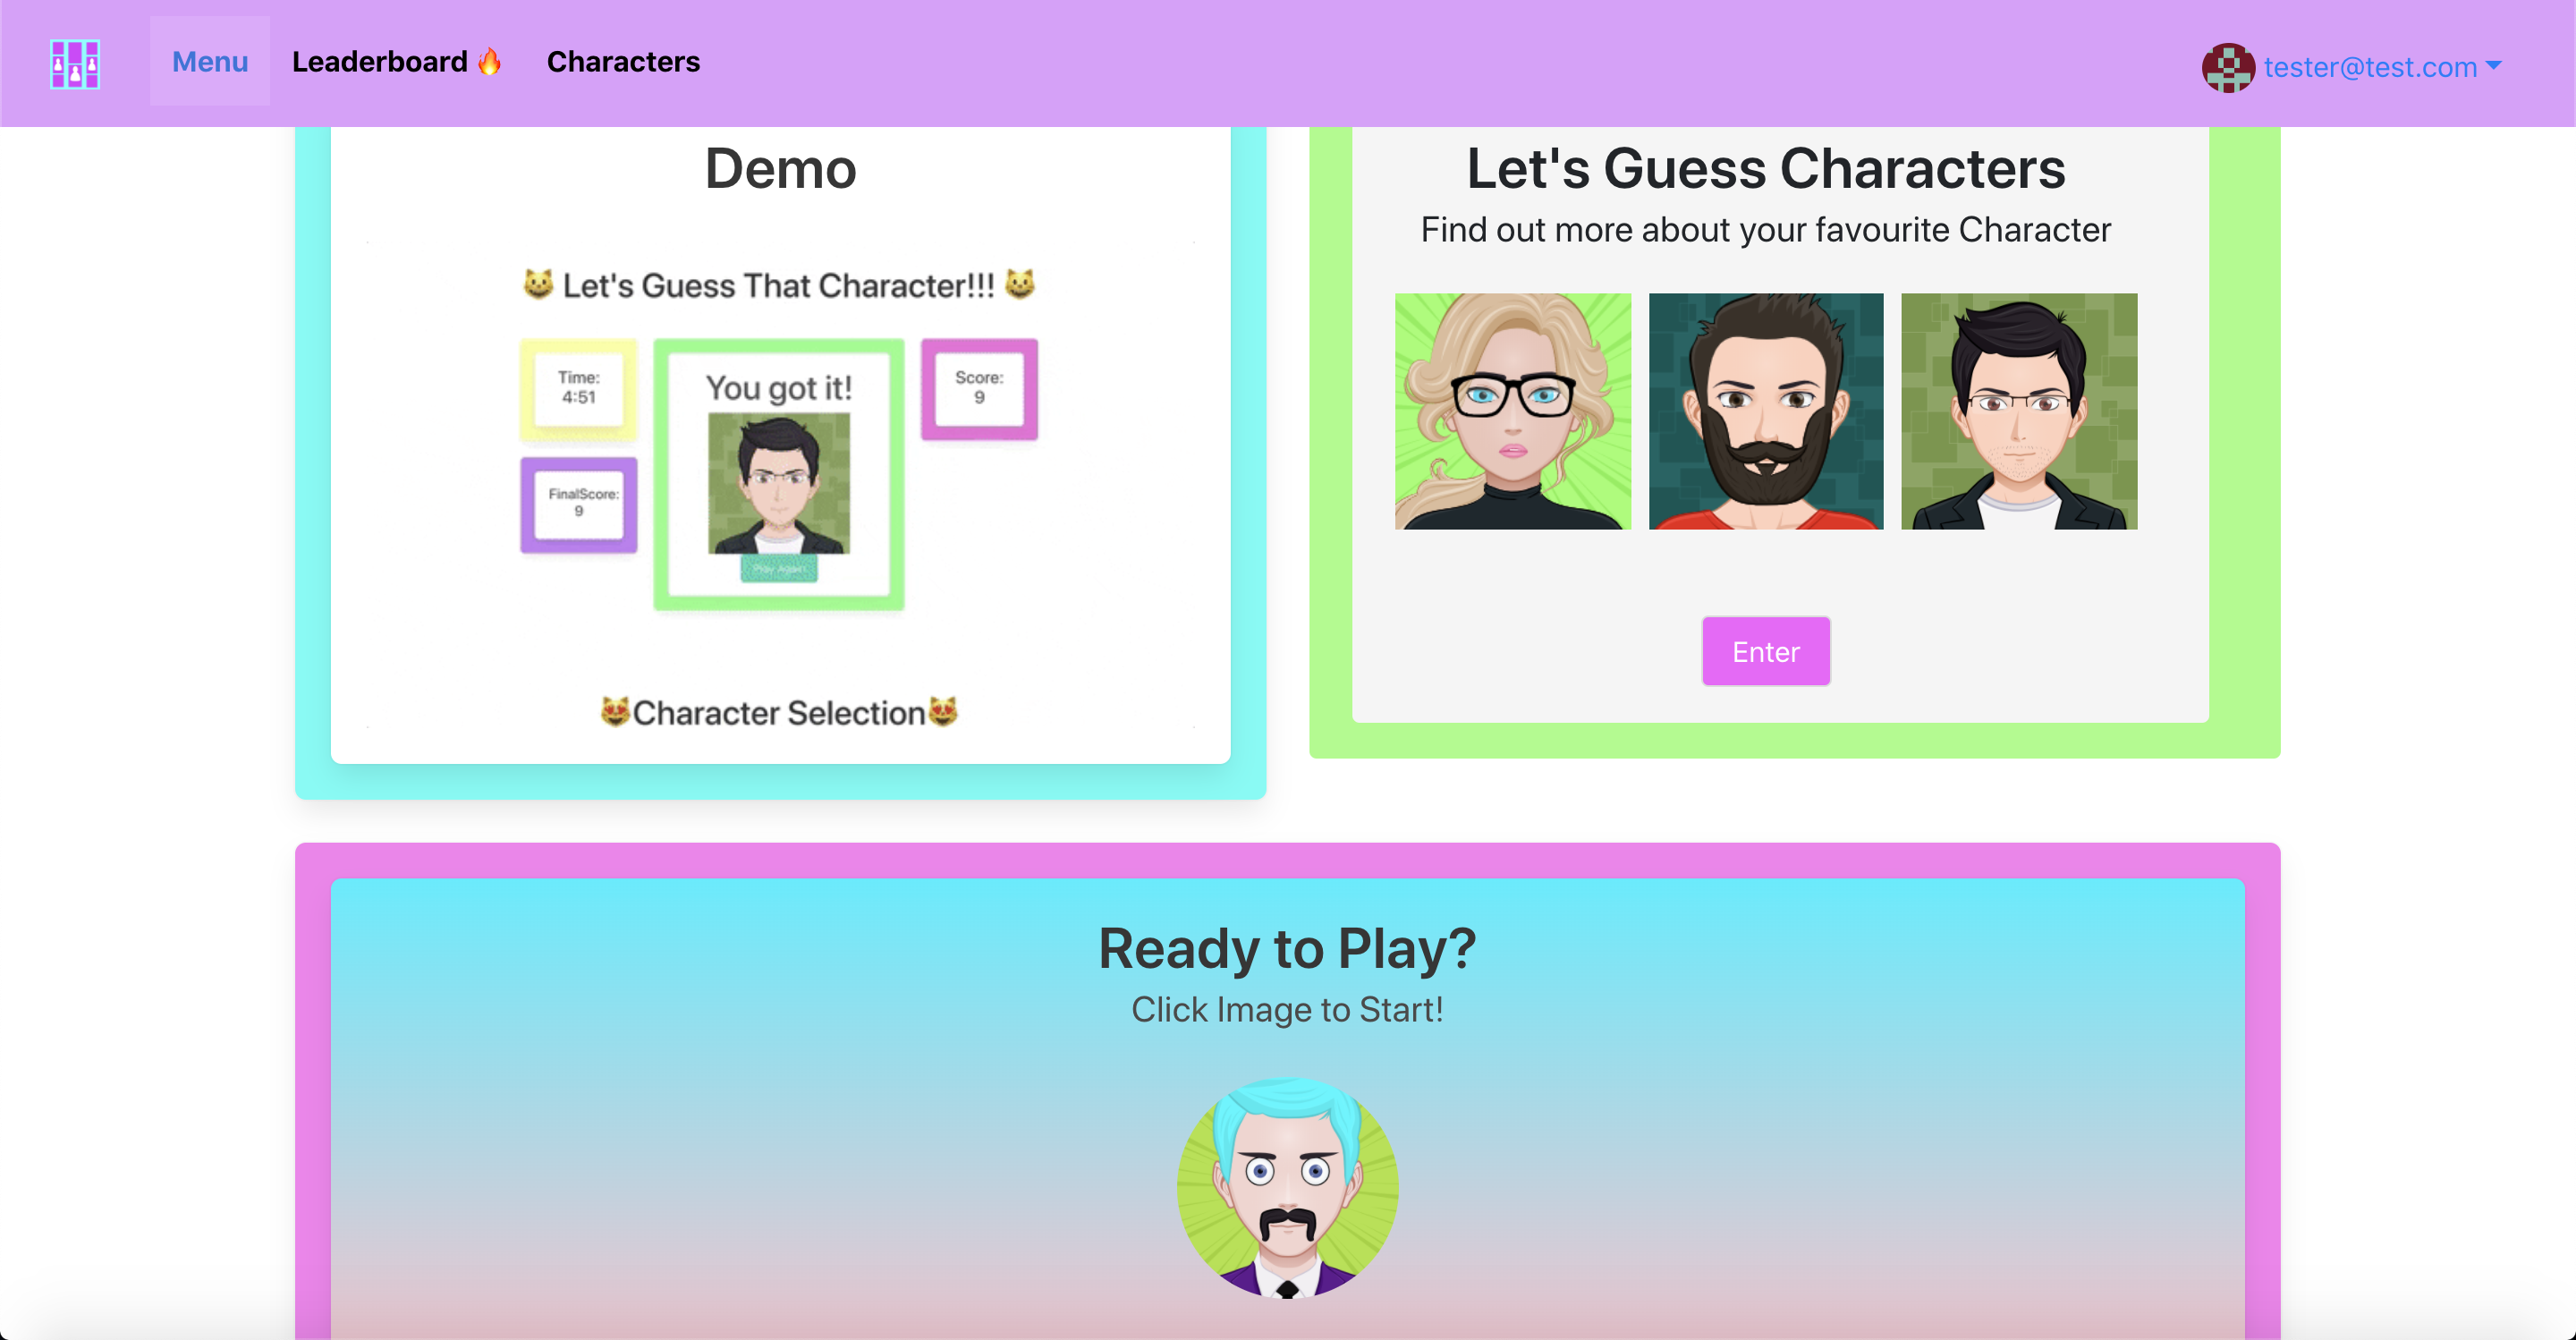 Menu
Leaderboard 🔥
Characters
tester@test.com
Demo
😺 Let's Guess That Character!!! 😺
Time:
4:51
You got it!
Score:
9
FinalScore:
9
Play Again
😻Character Selection😻
Let's Guess Characters
Find out more about your favourite Character
Enter
Ready to Play?
Click Image to Start!